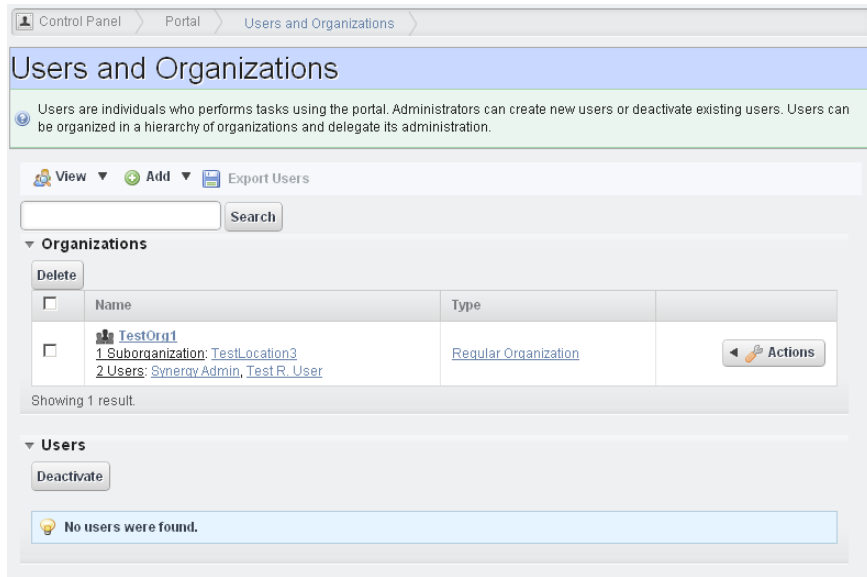 Control Panel Portal Users and Organizations
Users and Organizations
Users are individuals who performs tasks using the portal. Administrators can create new users or deactivate existing users. Users can
be organized in a hierarchy of organizations and delegate its administration.
View Add Export Users
Search
Organizations
Delete
Name Type
TestOrg1
1 Suborganization: TestLocation3 Regular Organization Actions
2 Users: Synergy Admin, Test R. User
Showing 1 result.
Users
Deactivate
No users were found.